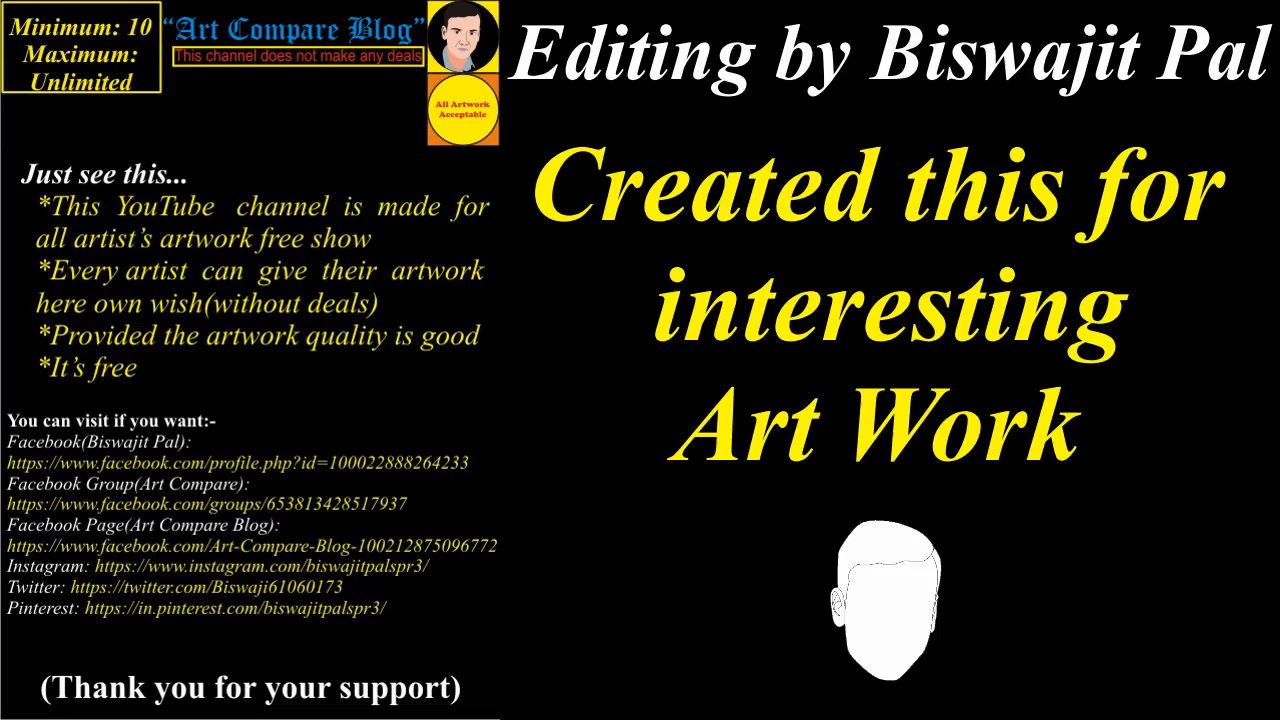 Minimum: 10
Maximum:
Unlimited
“Art Compare Blog”
This channel does not make any deals
All Artwork
Acceptable
Just see this...
*This YouTube channel is made for
all artist’s artwork free show
*Every artist can give their artwork
here own wish(without deals)
*Provided the artwork quality is good
*It’s free
You can visit if you want:-
Facebook(Biswajit Pal):
https://www.facebook.com/profile.php?id=100022888264233
Facebook Group(Art Compare):
https://www.facebook.com/groups/653813428517937
Facebook Page(Art Compare Blog):
https://www.facebook.com/Art-Compare-Blog-100212875096772
Instagram: https://www.instagram.com/biswajitpalspr3/
Twitter: https://twitter.com/Biswaji61060173
Pinterest: https://in.pinterest.com/biswajitpalspr3/
(Thank you for your support)
Editing by Biswajit Pal
Created this for
interesting
Art Work